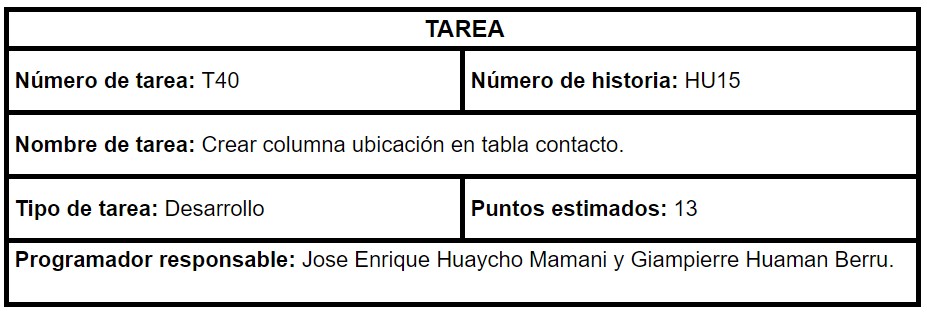 TAREA
Número de tarea: T40
Número de historia: HU15
Nombre de tarea: Crear columna ubicación en tabla contacto.
Tipo de tarea: Desarrollo
Puntos estimados: 13
Programador responsable: Jose Enrique Huaycho Mamani y Giampierre Huaman Berru.